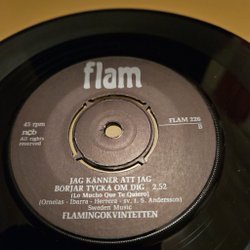 flam
45 rpm
FLAM 226
ncb
B
All rights
reserved
JAG KÄNNER ATT JAG
BÖRJAR TYCKA OM DIG 2,52
(Lo Mucho Que Te Quiero)
(Ornelas - Ibarra - Herrera - sv. t. S. Andersson)
Sweden Music
FLAMINGOKVINTETTEN